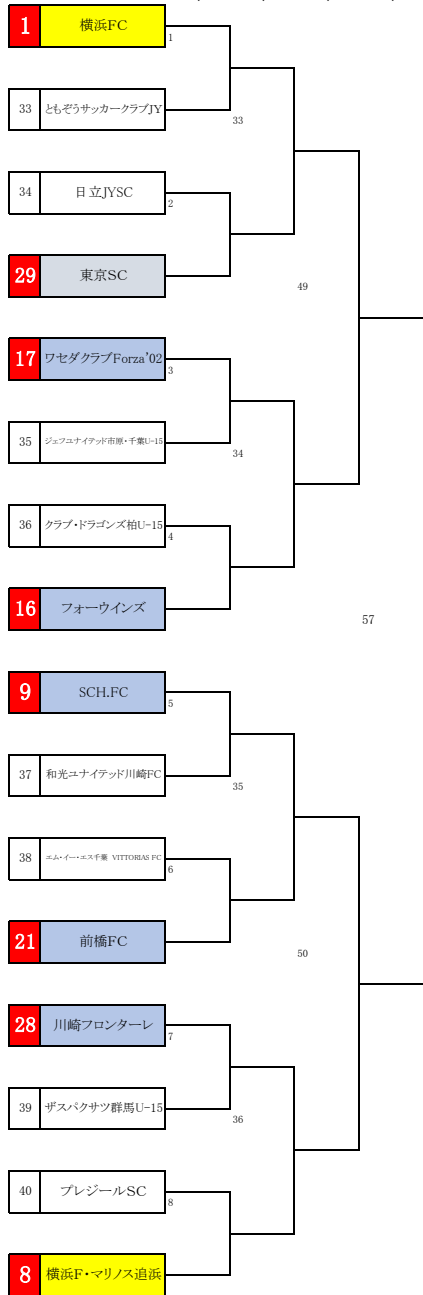 1 横浜FC
1
33 ともぞうサッカークラブJY
33
34 日立JYSC
2
29 東京SC
49
17 ワセダクラブForza'02
3
35 ジェフユナイテッド市原・千葉U-15
34
36 クラブ・ドラゴンズ柏U-15
4
16 フォーウインズ
57
9 SCH.FC
5
37 和光ユナイテッド川崎FC
35
38 エム・イー・エス千葉 VITTORIAS FC
6
21 前橋FC
50
28 川崎フロンターレ
7
39 ザスパクサツ群馬U-15
36
40 プレジールSC
8
8 横浜F・マリノス追浜